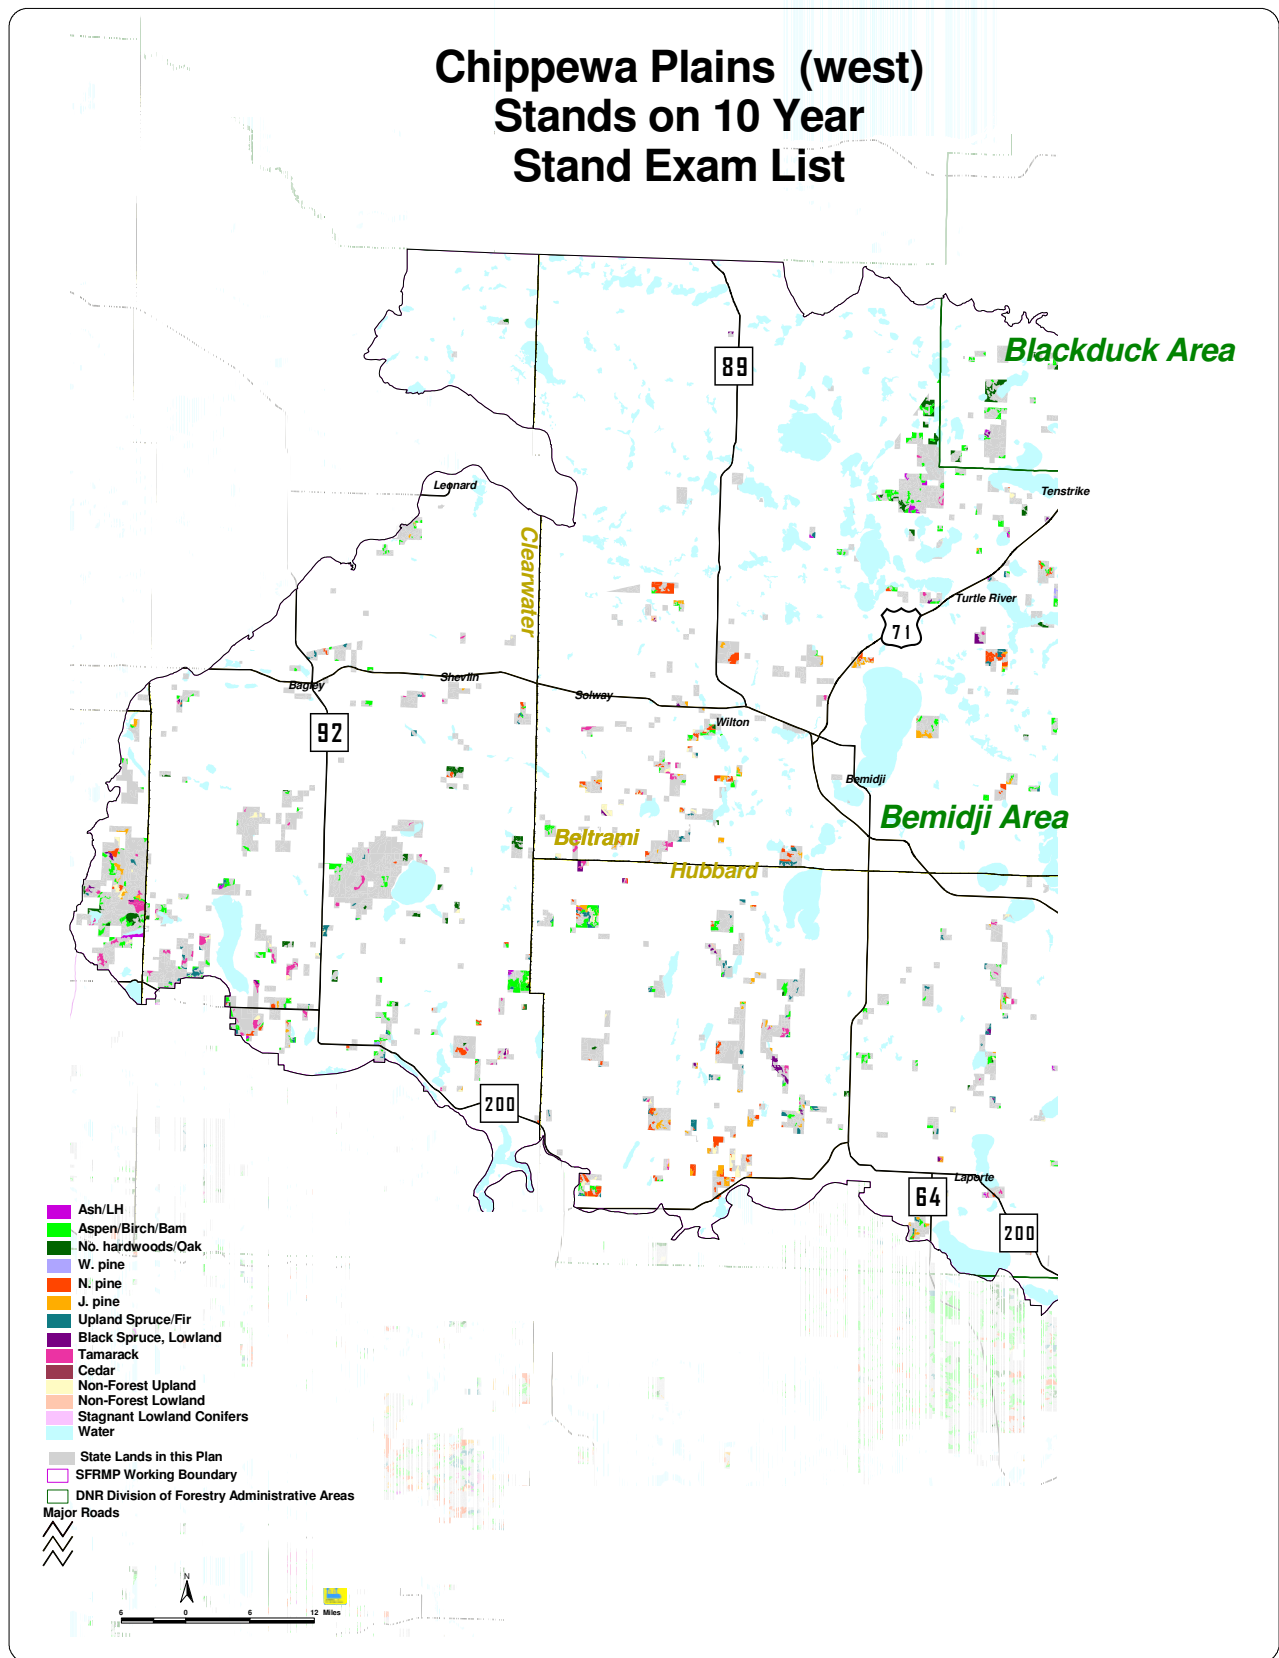 Chippewa Plains (west)
Stands on 10 Year
Stand Exam List
Blackduck Area
89
Leonard
Tenstrike
Clearwater
Turtle River
71
Bagley
Shevlin
Solway
Wilton
92
Bemidji
Bemidji Area
Beltrami
Hubbard
200
Laporte
64
200
Ash/LH
Aspen/Birch/Bam
No. hardwoods/Oak
W. pine
N. pine
J. pine
Upland Spruce/Fir
Black Spruce, Lowland
Tamarack
Cedar
Non-Forest Upland
Non-Forest Lowland
Stagnant Lowland Conifers
Water
State Lands in this Plan
SFRMP Working Boundary
DNR Division of Forestry Administrative Areas
Major Roads
N
6 0 6 12 Miles